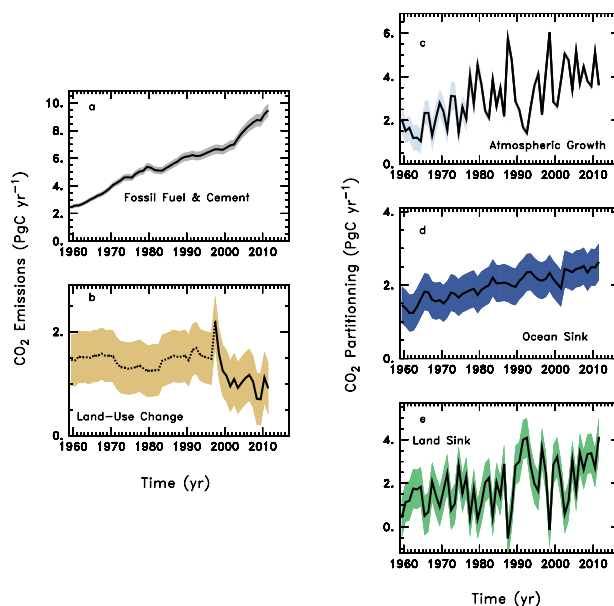 CO2 Emissions (PgC yr−1)
a
10.
8.
6.
4.
2.
0.
Fossil Fuel & Cement
1960 1970 1980 1990 2000 2010
b
2.
1.
0.
Land−Use Change
1960 1970 1980 1990 2000 2010
Time (yr)
CO2 Partitionning (PgC yr−1)
c
6.
4.
2.
0.
Atmospheric Growth
1960 1970 1980 1990 2000 2010
d
4.
2.
0.
Ocean Sink
1960 1970 1980 1990 2000 2010
e
Land Sink
4.
2.
0.
1960 1970 1980 1990 2000 2010
Time (yr)